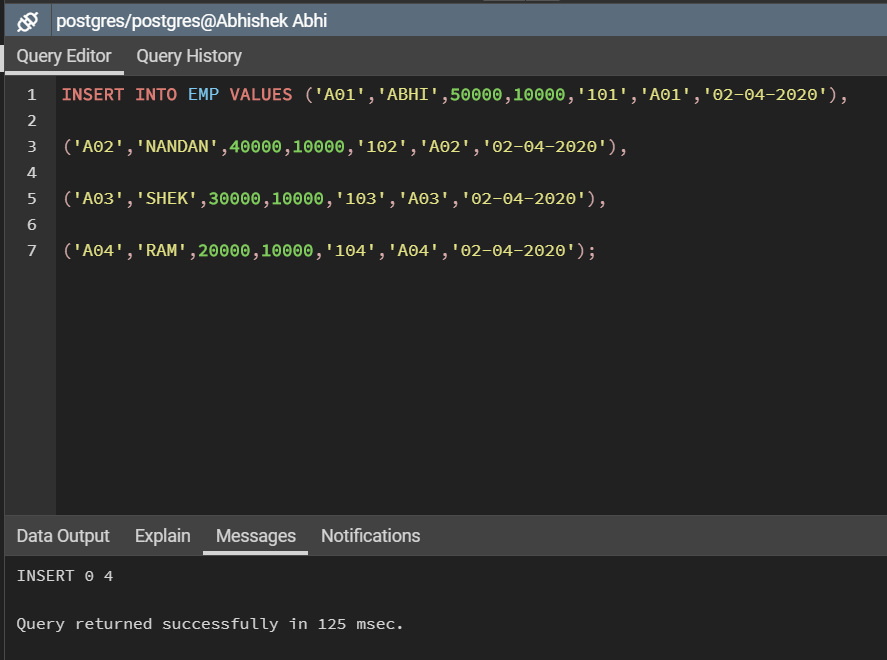 postgres/postgres@Abhishek Abhi
Query Editor Query History
1 INSERT INTO EMP VALUES ('A01','ABHI',50000,10000,'101','A01','02-04-2020'),
2
3 ('A02','NANDAN',40000,10000,'102','A02','02-04-2020'),
4
5 ('A03','SHEK',30000,10000,'103','A03','02-04-2020'),
6
7 ('A04','RAM',20000,10000,'104','A04','02-04-2020');
Data Output Explain Messages Notifications
INSERT 0 4
Query returned successfully in 125 msec.